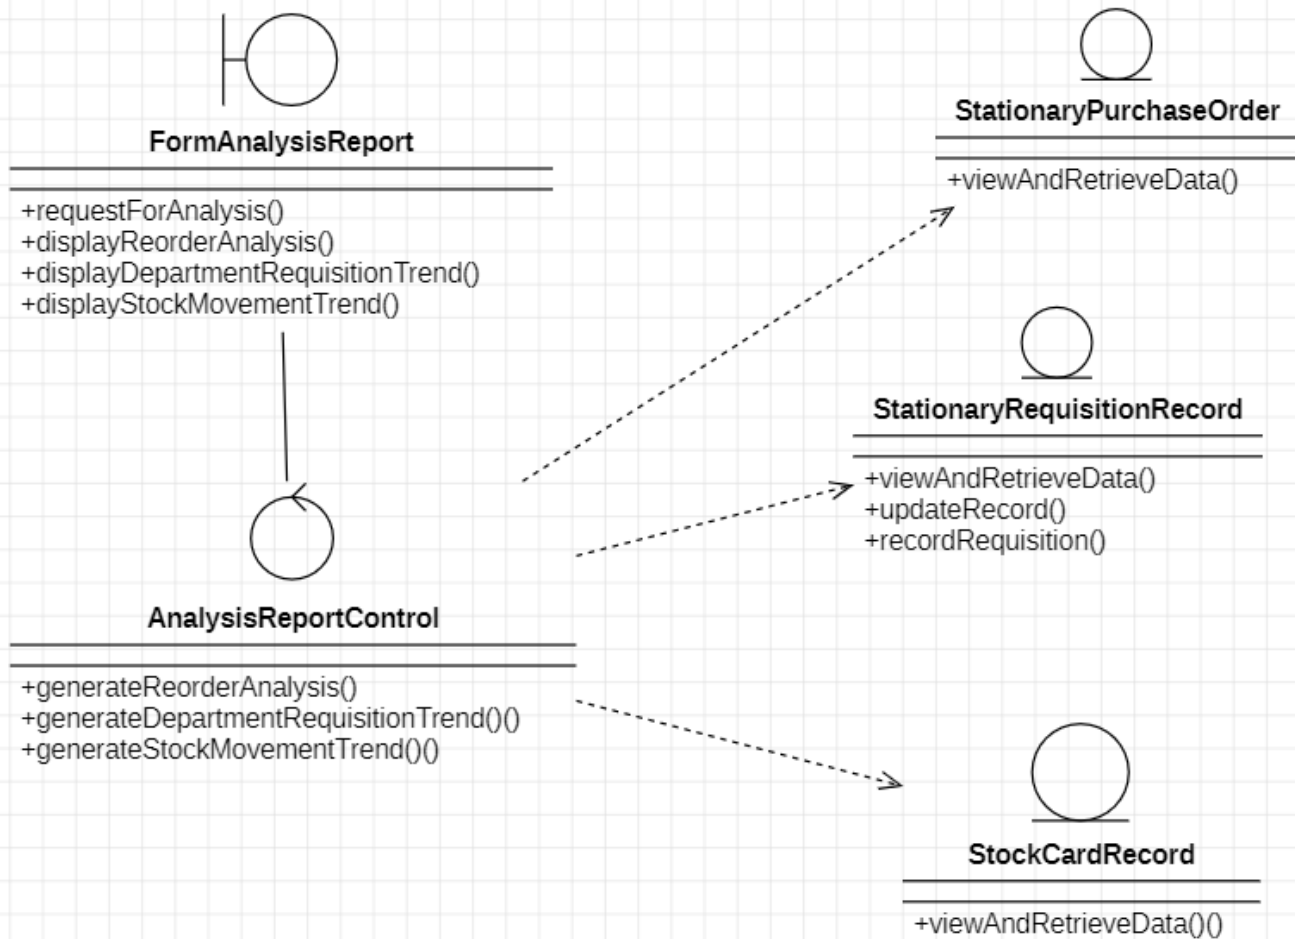 FormAnalysisReport
+requestForAnalysis()
+displayReorderAnalysis()
+displayDepartmentRequisitionTrend()
+displayStockMovementTrend()
AnalysisReportControl
+generateReorderAnalysis()
+generateDepartmentRequisitionTrend()()
+generateStockMovementTrend()()
StationaryPurchaseOrder
+viewAndRetrieveData()
StationaryRequisitionRecord
+viewAndRetrieveData()
+updateRecord()
+recordRequisition()
StockCardRecord
+viewAndRetrieveData()()